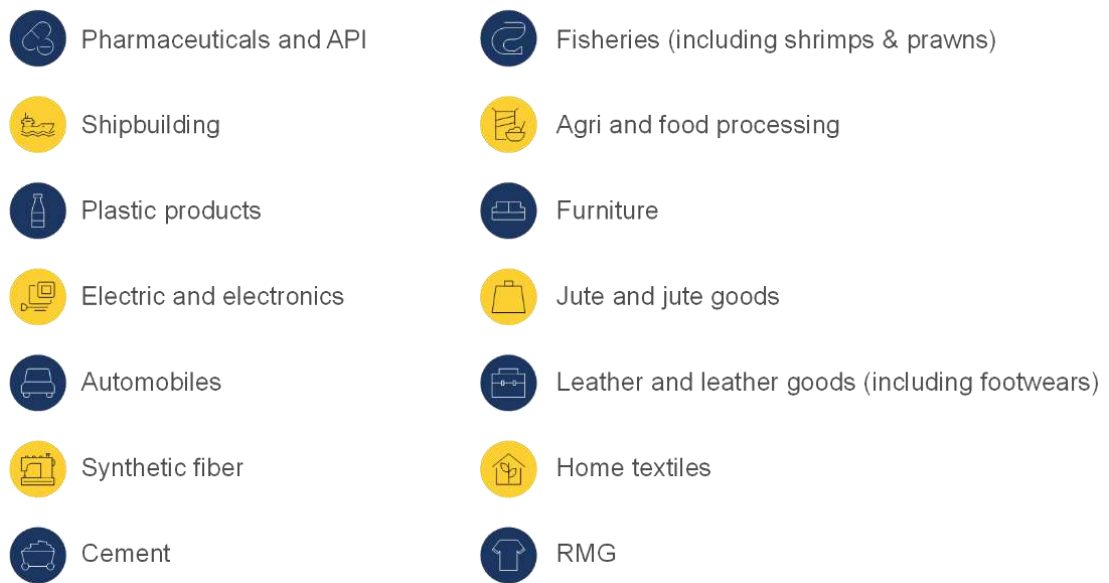 Pharmaceuticals and API
Shipbuilding
Plastic products
Electric and electronics
Automobiles
Synthetic fiber
Cement
Fisheries (including shrimps & prawns)
Agri and food processing
Furniture
Jute and jute goods
Leather and leather goods (including footwears)
Home textiles
RMG